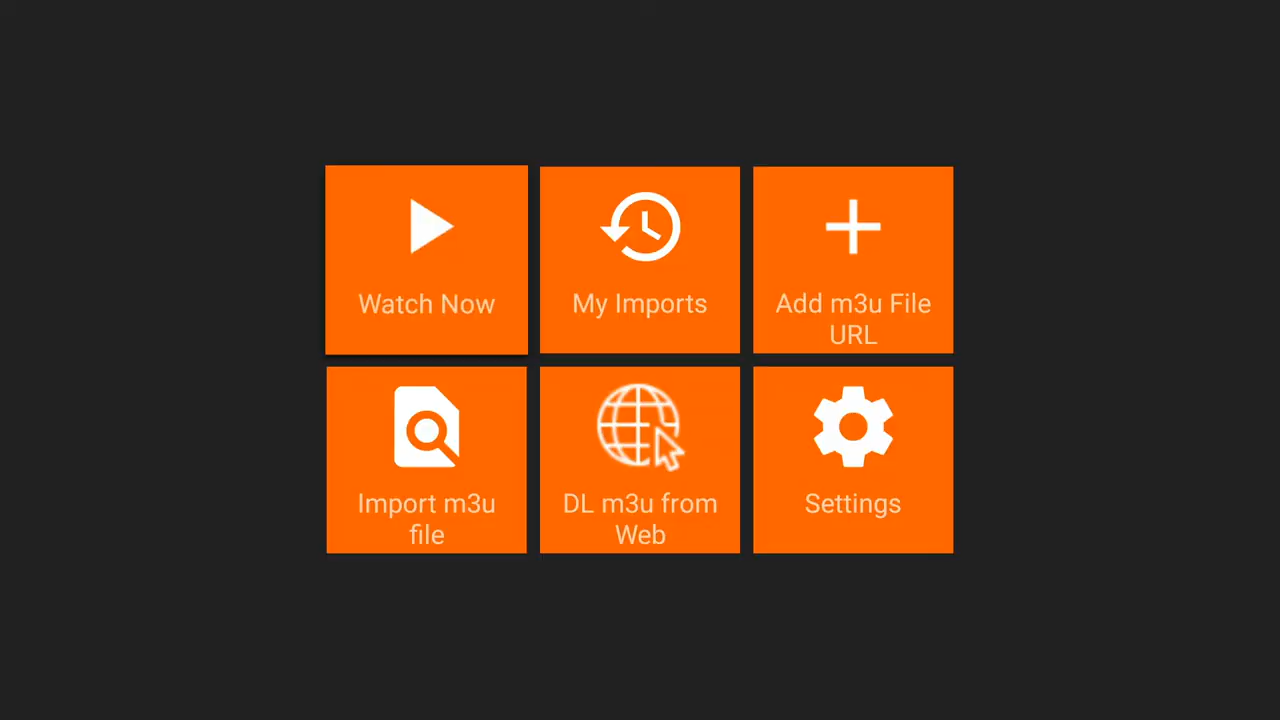 Watch Now
My Imports
Add m3u File
URL
Import m3u
file
DL m3u from
Web
Settings